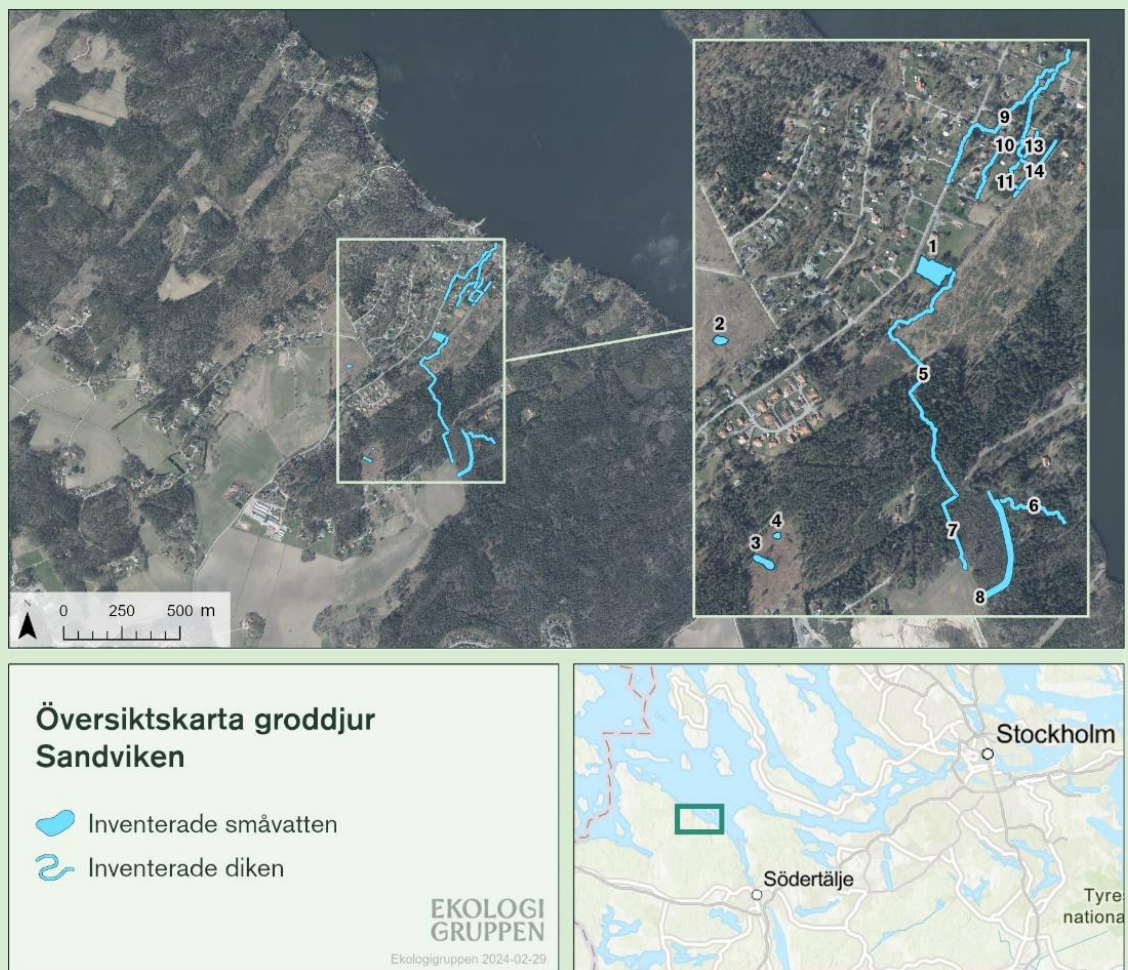 9
10
13
11
14
1
2
5
6
4
3
7
8
N
0 250 500 m
Översiktskarta groddjur
Sandviken
Inventerade småvatten
Inventerade diken
EKOLOGI
GRUPPEN
Ekologigruppen 2024-02-29
Stockholm
Södertälje
Tyres
nationa